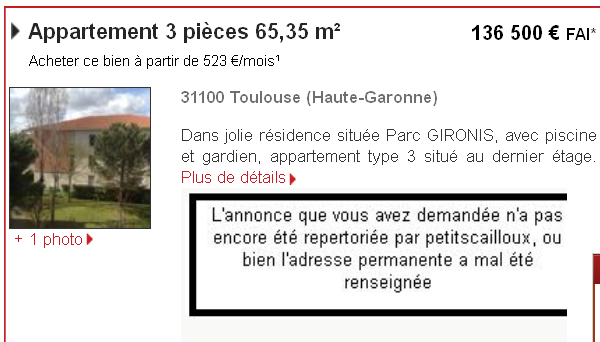 Appartement 3 pièces 65,35 m²
136 500 € FAI*
Acheter ce bien à partir de 523 €/mois¹
31100 Toulouse (Haute-Garonne)
Dans jolie résidence située Parc GIRONIS, avec piscine
et gardien, appartement type 3 situé au dernier étage.
Plus de détails
+ 1 photo
L'annonce que vous avez demandée n'a pas
encore été repertoriée par petitscailloux, ou
bien l'adresse permanente a mal été
renseignée